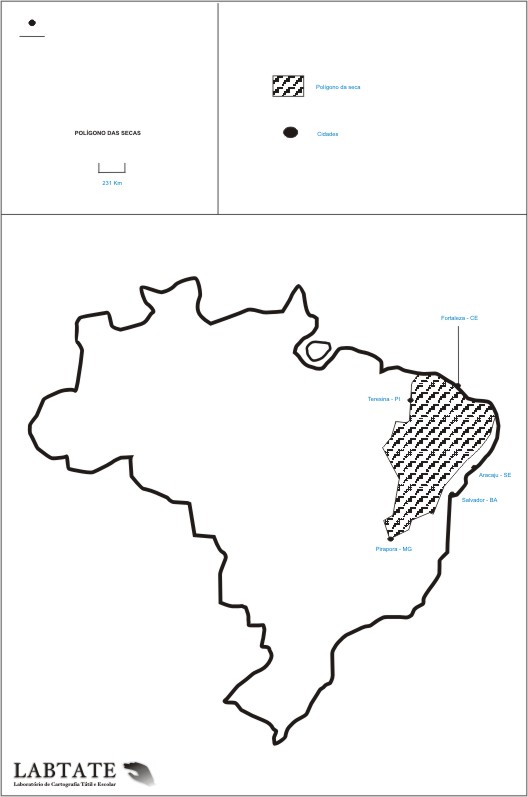 POLÍGONO DAS SECAS
231 Km
Polígono da seca
Cidades
Fortaleza - CE
Teresina - PI
Aracaju - SE
Salvador - BA
Pirapora - MG
LABTATE
Laboratório de Cartografia Tátil e Escolar